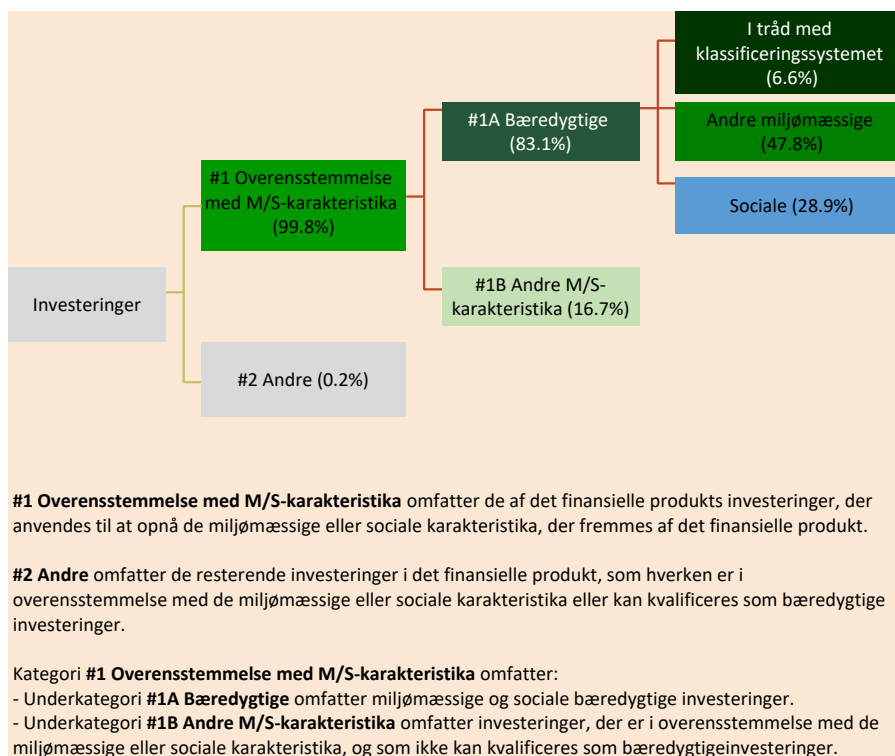 I tråd med
klassificeringssystemet
(6.6%)
#1A Bæredygtige
(83.1%)
Andre miljømæssige
(47.8%)
#1 Overensstemmelse
med M/S-karakteristika
(99.8%)
Sociale (28.9%)
Investeringer
#1B Andre M/S-
karakteristika (16.7%)
#2 Andre (0.2%)
#1 Overensstemmelse med M/S-karakteristika omfatter de af det finansielle produkts investeringer, der
anvendes til at opnå de miljømæssige eller sociale karakteristika, der fremmes af det finansielle produkt.
#2 Andre omfatter de resterende investeringer i det finansielle produkt, som hverken er i
overensstemmelse med de miljømæssige eller sociale karakteristika eller kan kvalificeres som bæredygtige
investeringer.
Kategori #1 Overensstemmelse med M/S-karakteristika omfatter:
- Underkategori #1A Bæredygtige omfatter miljømæssige og sociale bæredygtige investeringer.
- Underkategori #1B Andre M/S-karakteristika omfatter investeringer, der er i overensstemmelse med de
miljømæssige eller sociale karakteristika, og som ikke kan kvalificeres som bæredygtigeinvesteringer.